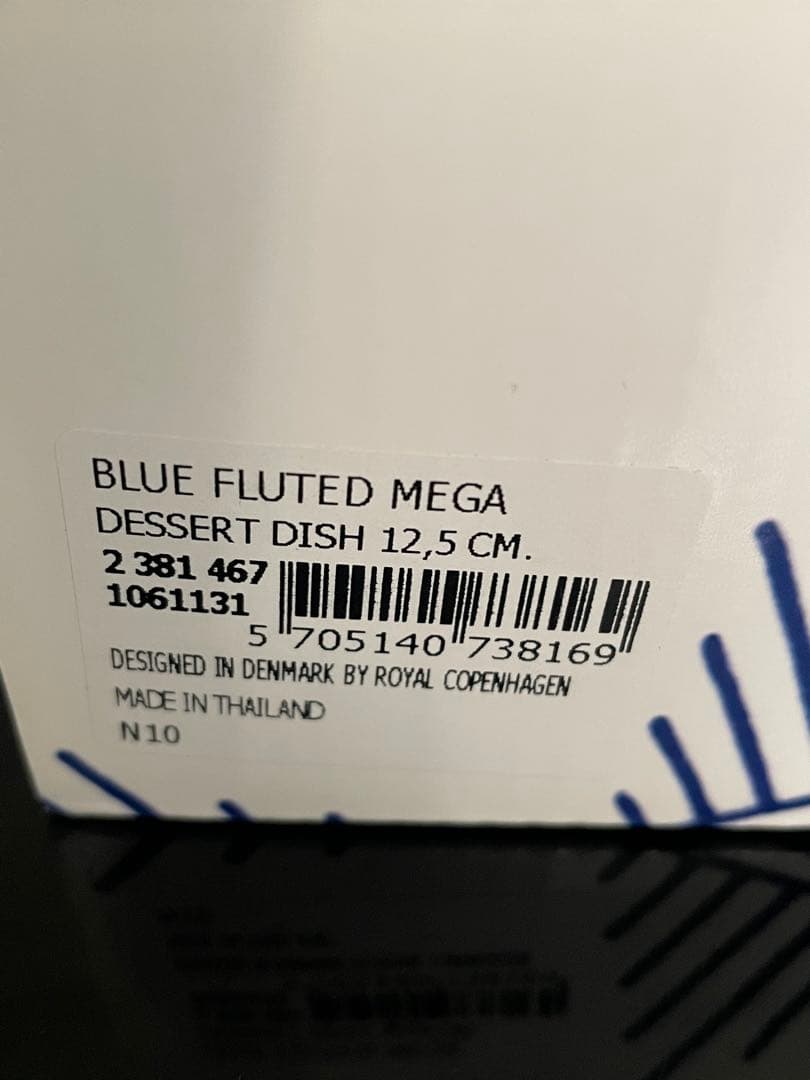 BLUE FLUTED MEGA
DESSERT DISH 12,5 CM.
2 381 467
1061131
5 705140 738169
DESIGNED IN DENMARK BY ROYAL COPENHAGEN
MADE IN THAILAND
N10